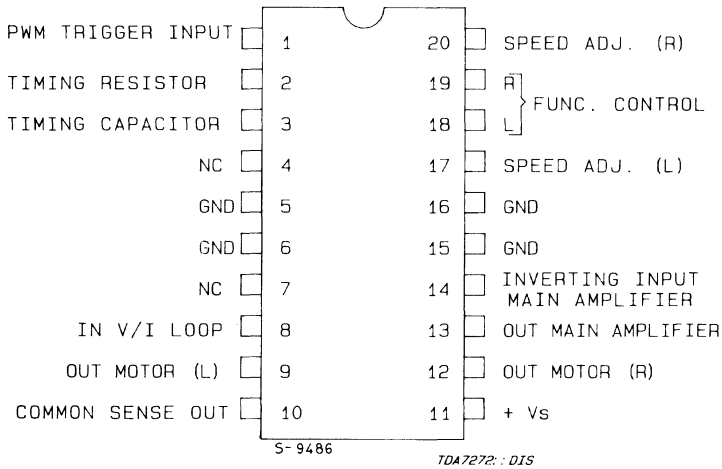 PWM TRIGGER INPUT 1 20 SPEED ADJ. (R)
TIMING RESISTOR 2 19 R
FUNC. CONTROL
TIMING CAPACITOR 3 18 L
NC 4 17 SPEED ADJ. (L)
GND 5 16 GND
GND 6 15 GND
NC 7 14 INVERTING INPUT
MAIN AMPLIFIER
IN V/I LOOP 8 13 OUT MAIN AMPLIFIER
OUT MOTOR (L) 9 12 OUT MOTOR (R)
COMMON SENSE OUT 10 11 + Vs
S-9486
TDA7272::DIS